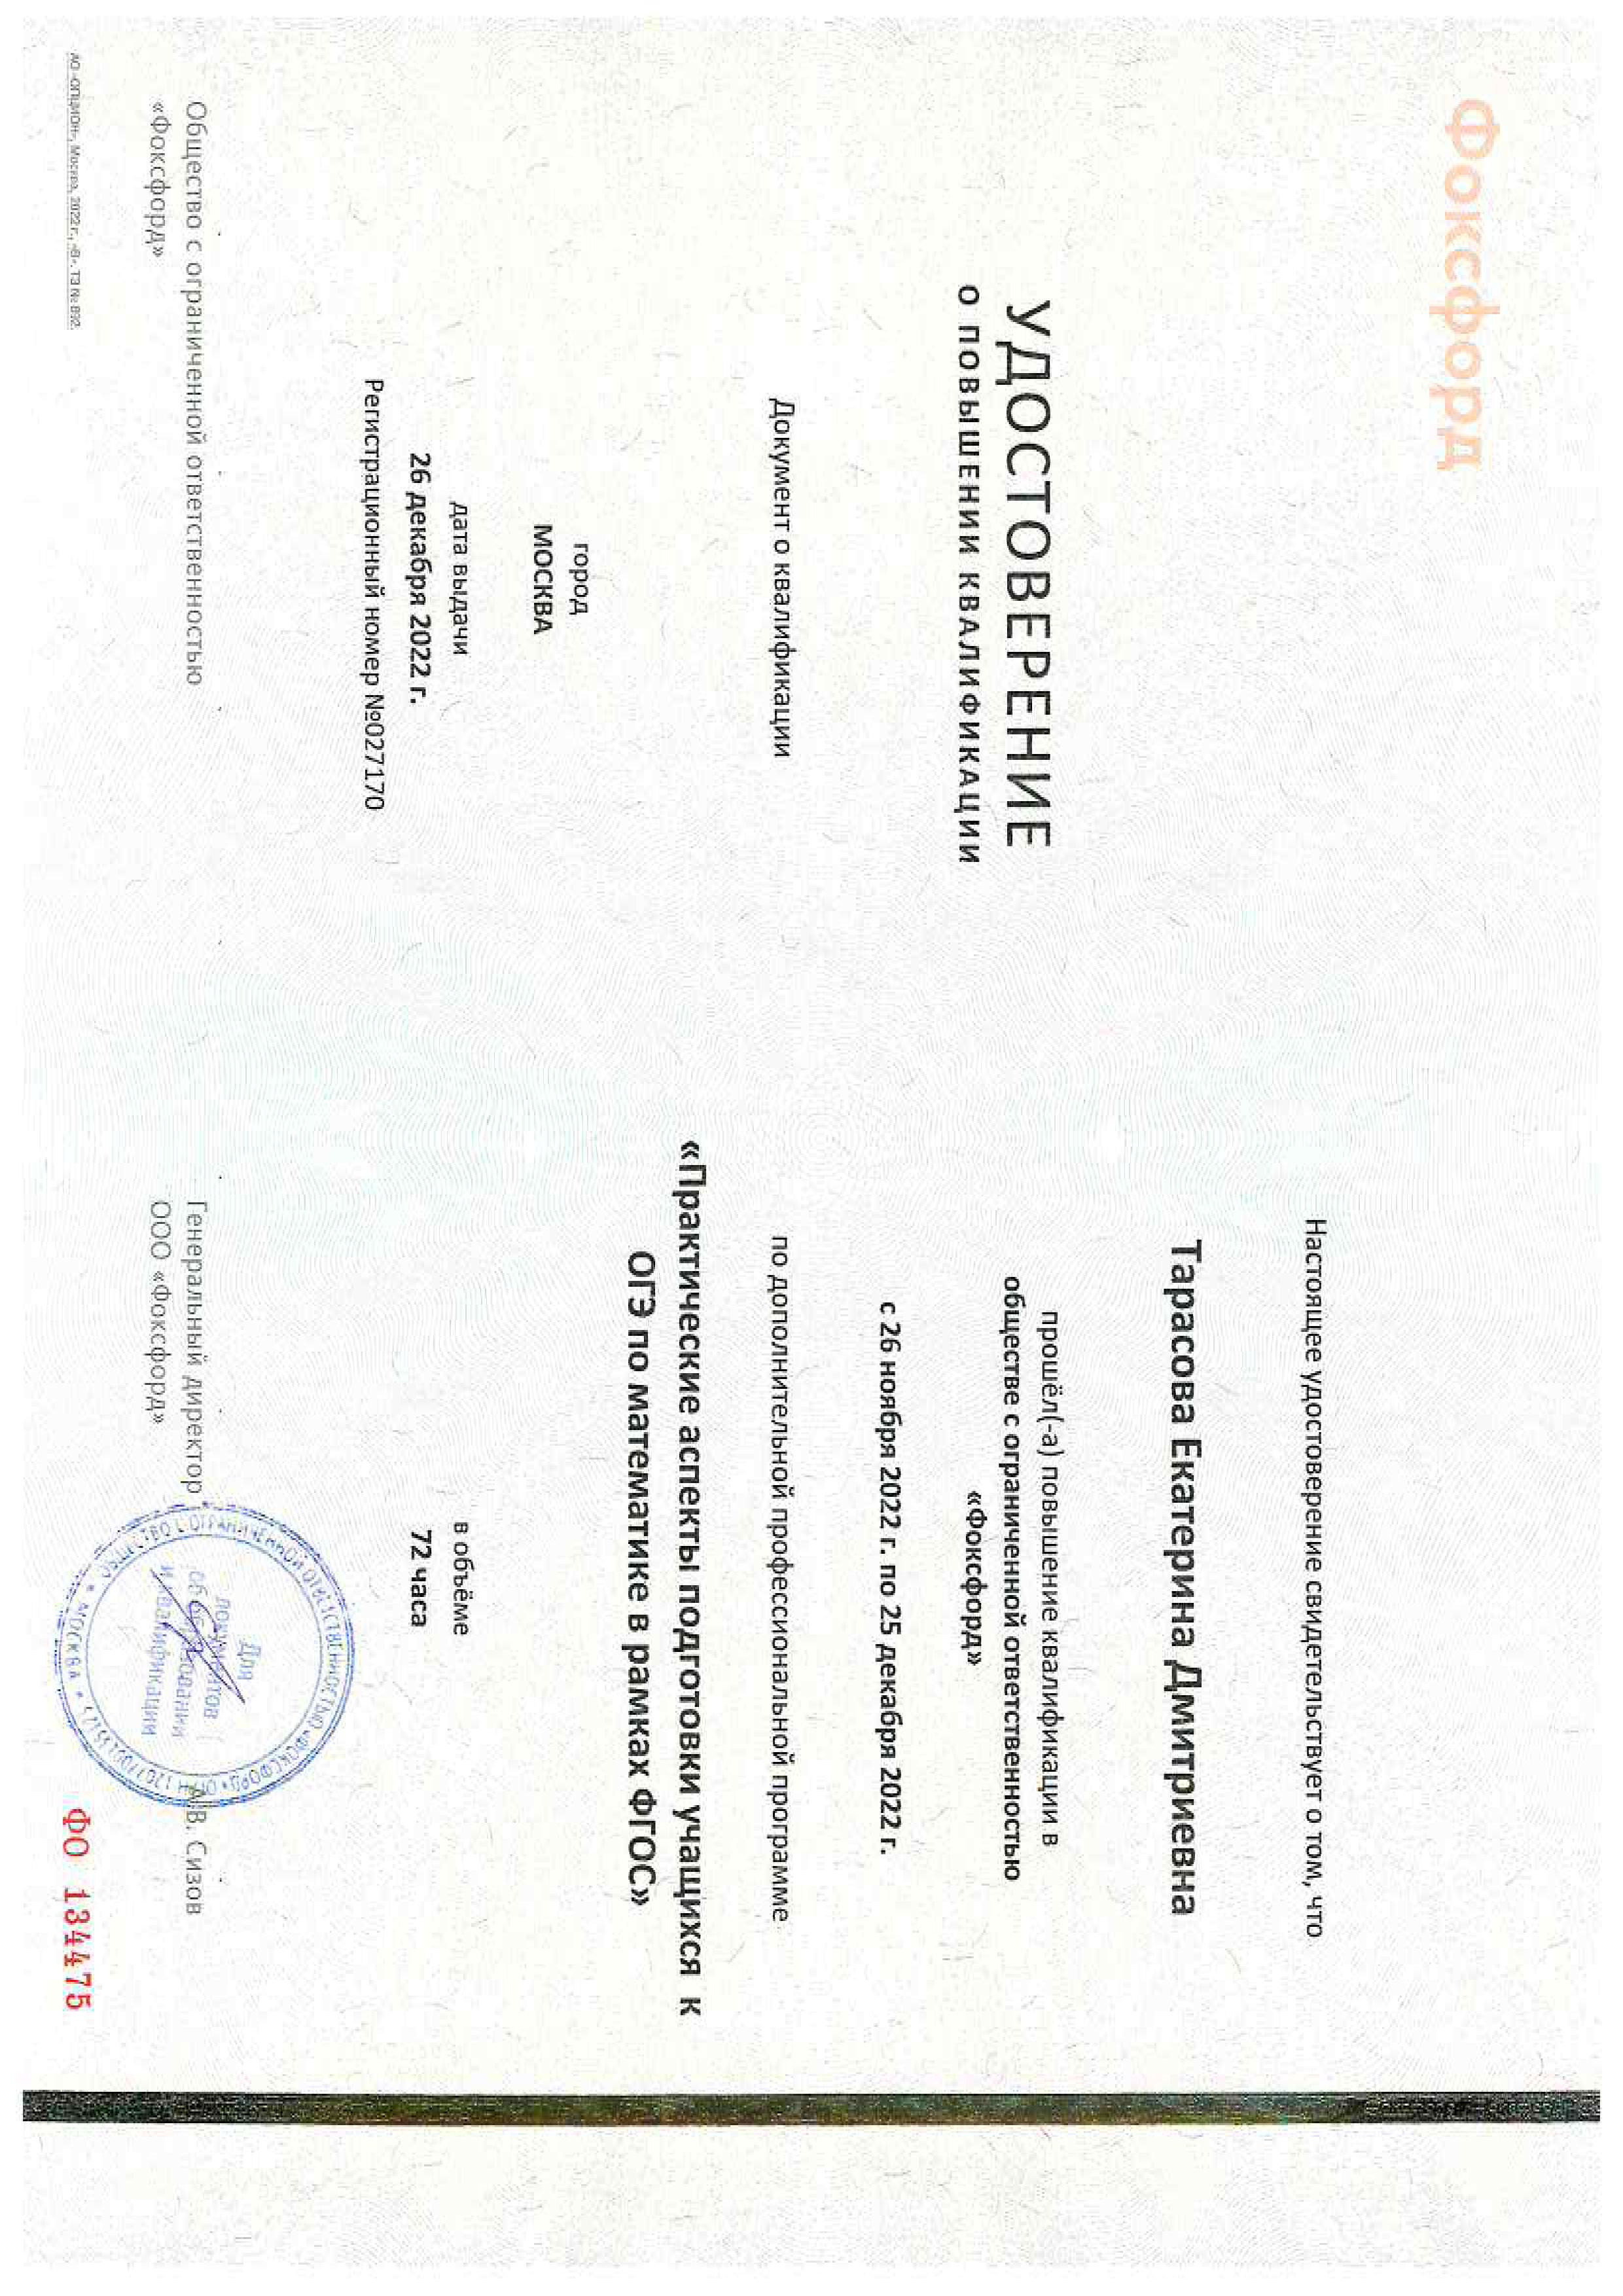 Фоксфорд
УДОСТОВЕРЕНИЕ
О ПОВЫШЕНИИ КВАЛИФИКАЦИИ
Документ о квалификации
город
МОСКВА
дата выдачи
26 декабря 2022 г.
Регистрационный номер №027170
Общество с ограниченной ответственностью
«Фоксфорд»
АО «ОПЦИОН», Москва, 2022 г., «В», ТЗ № 892.
Настоящее удостоверение свидетельствует о том, что
Тарасова Екатерина Дмитриевна
прошёл(-а) повышение квалификации в
обществе с ограниченной ответственностью
«Фоксфорд»
с 26 ноября 2022 г. по 25 декабря 2022 г.
по дополнительной профессиональной программе
«Практические аспекты подготовки учащихся к
ОГЭ по математике в рамках ФГОС»
в объёме
72 часа
Генеральный директор
ООО «Фоксфорд»
А.В. Сизов
ОБЩЕСТВО С ОГРАНИЧЕННОЙ ОТВЕТСТВЕННОСТЬЮ «ФОКСФОРД»
МОСКВА
Для
документов
об образовании
и квалификации
ФО 134475